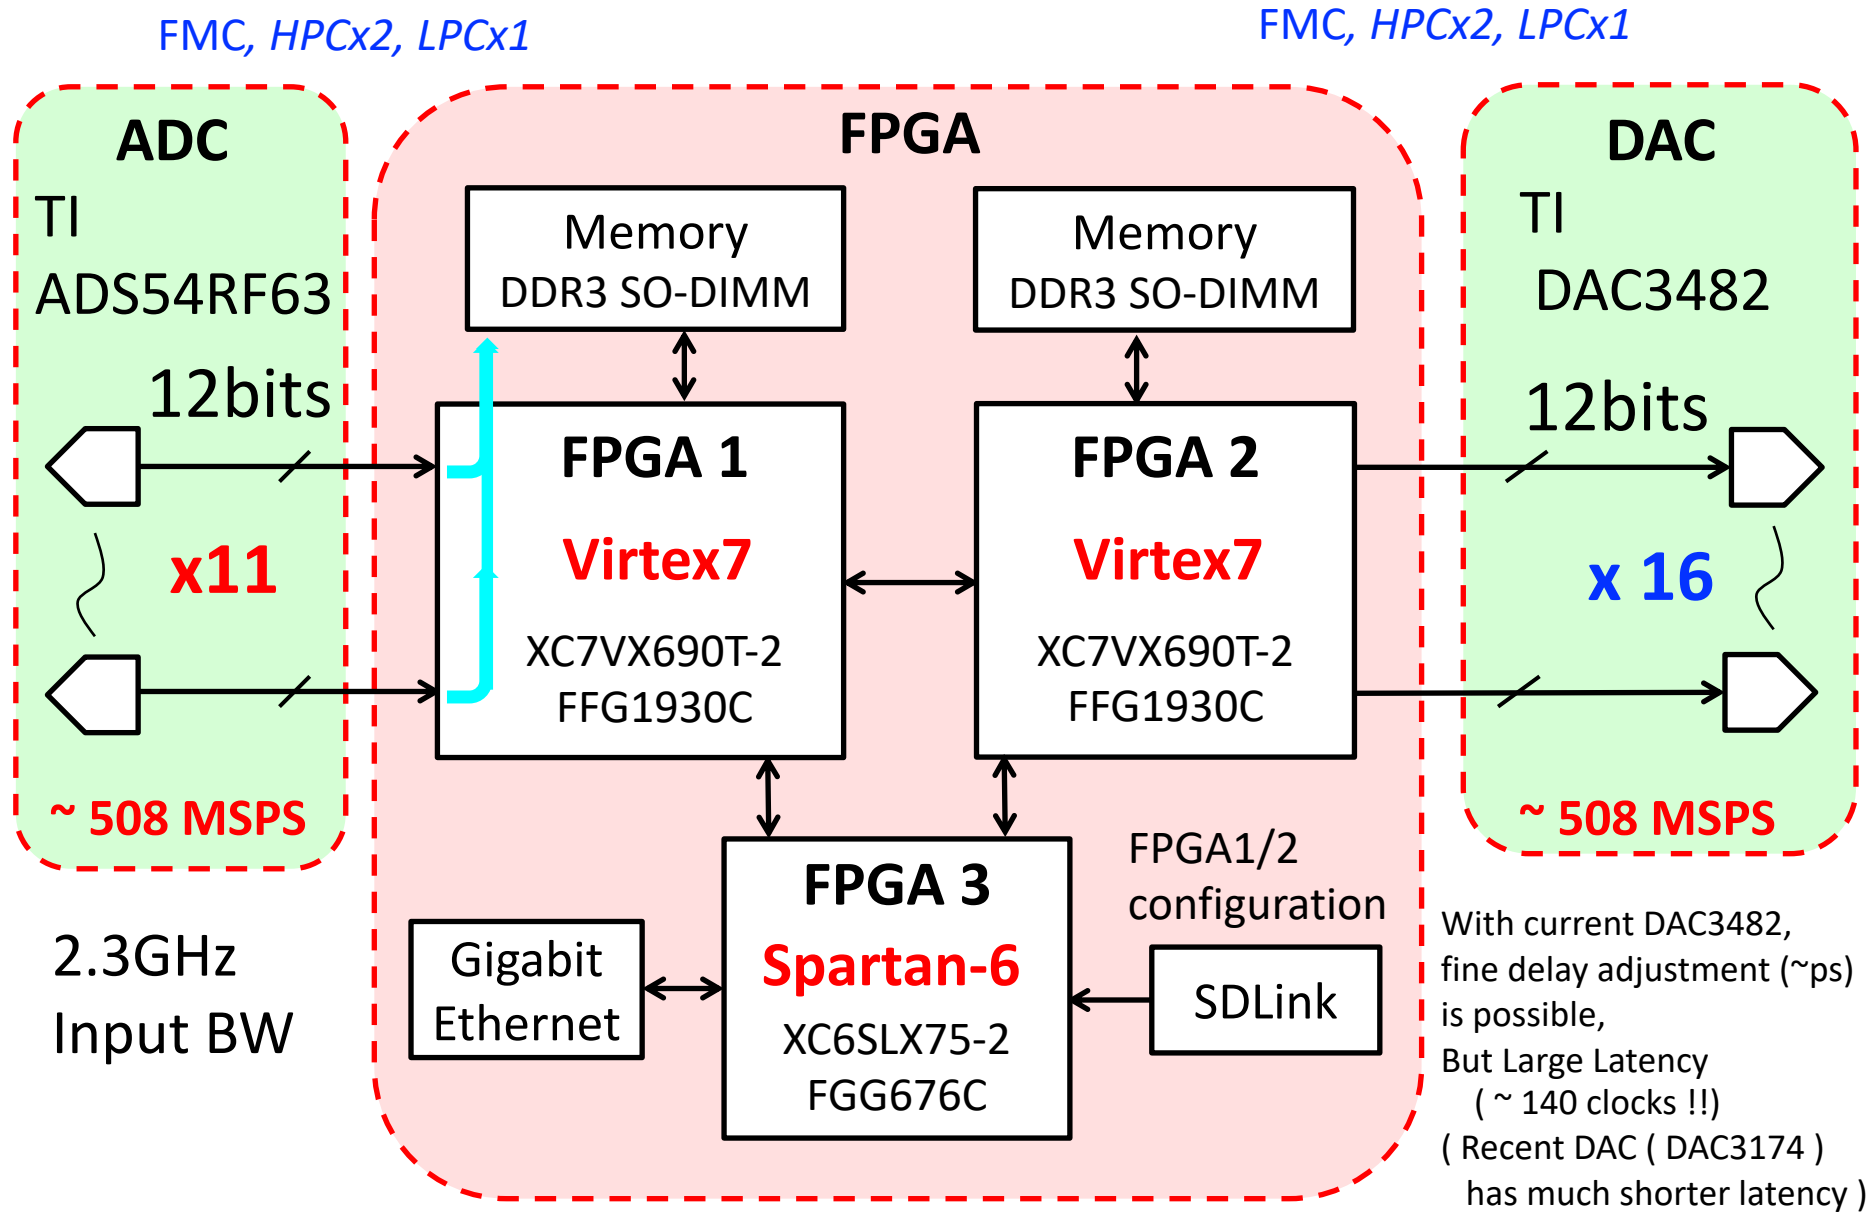 FMC, HPCx2, LPCx1
FMC, HPCx2, LPCx1
ADC
TI
ADS54RF63
12bits
x11
~ 508 MSPS
2.3GHz
Input BW
FPGA
Memory
DDR3 SO-DIMM
Memory
DDR3 SO-DIMM
FPGA 1
Virtex7
XC7VX690T-2
FFG1930C
FPGA 2
Virtex7
XC7VX690T-2
FFG1930C
FPGA 3
Spartan-6
XC6SLX75-2
FGG676C
Gigabit
Ethernet
FPGA1/2
configuration
SDLink
DAC
TI
DAC3482
12bits
x 16
~ 508 MSPS
With current DAC3482,
fine delay adjustment (~ps)
is possible,
But Large Latency
( ~ 140 clocks !!)
( Recent DAC ( DAC3174 )
has much shorter latency )